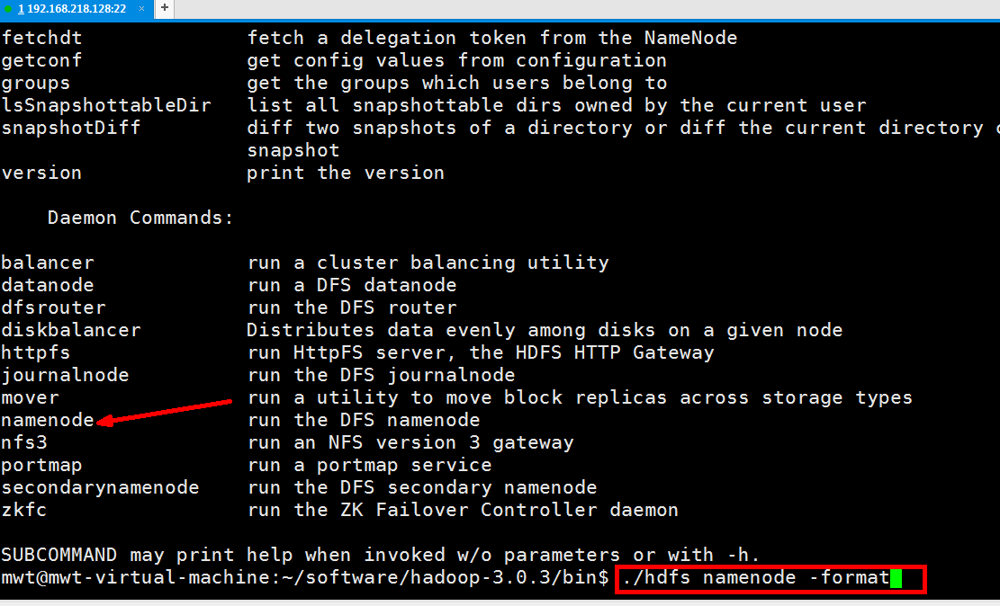 1 192.168.218.128:22 × +
fetchdt fetch a delegation token from the NameNode
getconf get config values from configuration
groups get the groups which users belong to
lsSnapshottableDir list all snapshottable dirs owned by the current user
snapshotDiff diff two snapshots of a directory or diff the current directory
snapshot
version print the version
Daemon Commands:
balancer run a cluster balancing utility
datanode run a DFS datanode
dfsrouter run the DFS router
diskbalancer Distributes data evenly among disks on a given node
httpfs run HttpFS server, the HDFS HTTP Gateway
journalnode run the DFS journalnode
mover run a utility to move block replicas across storage types
namenode run the DFS namenode
nfs3 run an NFS version 3 gateway
portmap run a portmap service
secondarynamenode run the DFS secondary namenode
zkfc run the ZK Failover Controller daemon
SUBCOMMAND may print help when invoked w/o parameters or with -h.
mwt@mwt-virtual-machine:~/software/hadoop-3.0.3/bin$ ./hdfs namenode -format